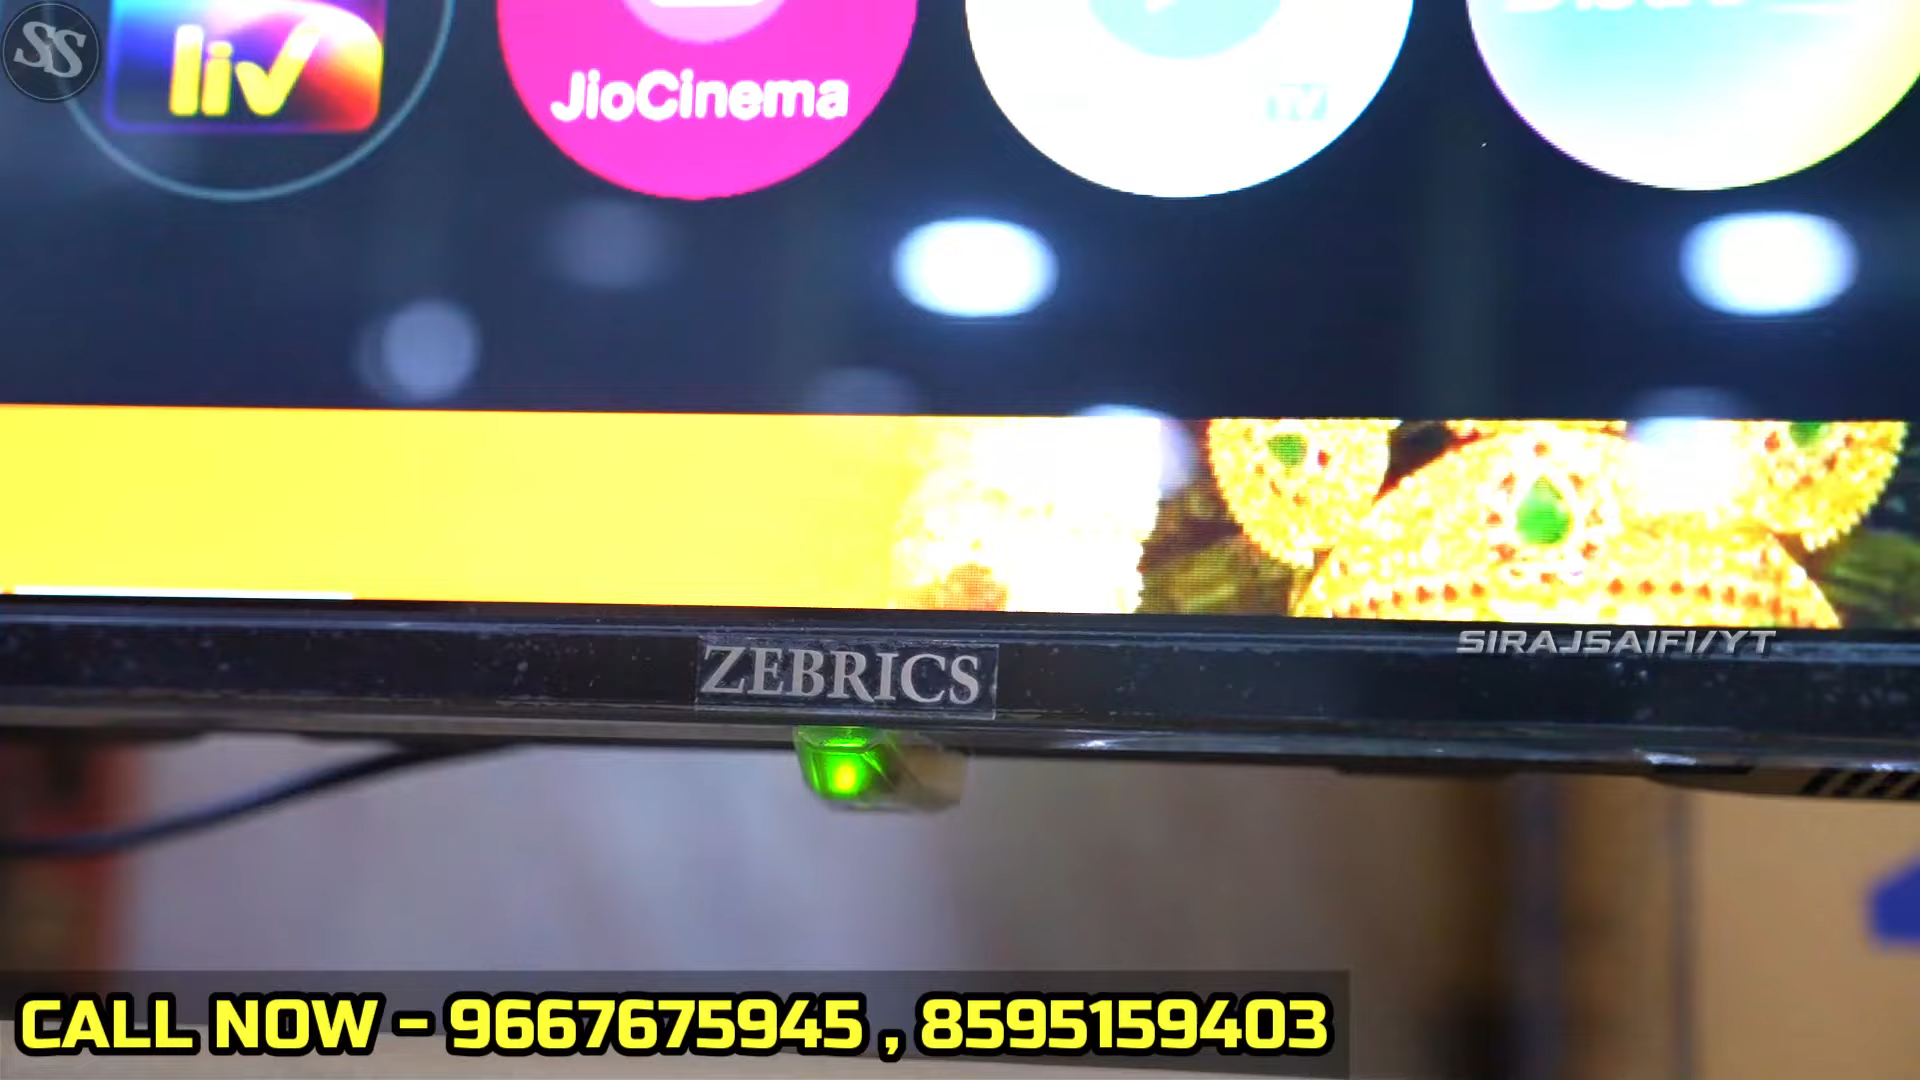 SS
liv
JioCinema
TV
ZEBRICS
SIRAJSAIFI/YT
CALL NOW - 9667675945 , 8595159403